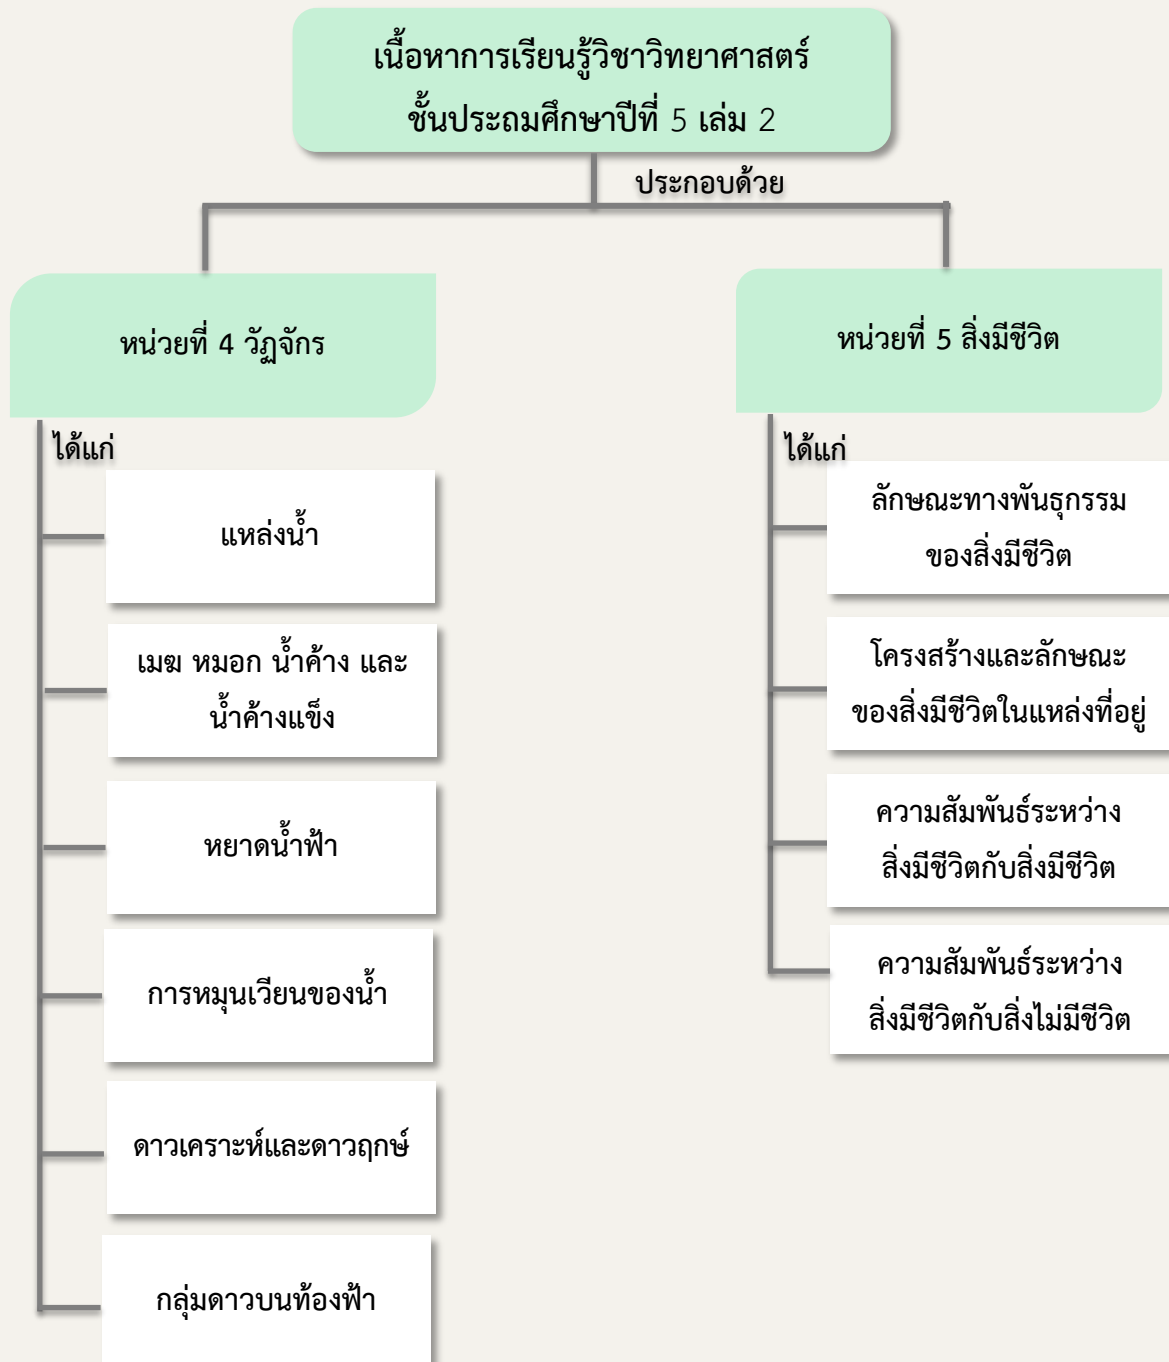 เนื้อหาการเรียนรู้วิชาวิทยาศาสตร์
ชั้นประถมศึกษาปีที่ 5 เล่ม 2
ประกอบด้วย
หน่วยที่ 4 วัฏจักร
ได้แก่
แหล่งน้ำ
เมฆ หมอก น้ำค้าง และ
น้ำค้างแข็ง
หยาดน้ำฟ้า
การหมุนเวียนของน้ำ
ดาวเคราะห์และดาวฤกษ์
กลุ่มดาวบนท้องฟ้า
หน่วยที่ 5 สิ่งมีชีวิต
ได้แก่
ลักษณะทางพันธุกรรม
ของสิ่งมีชีวิต
โครงสร้างและลักษณะ
ของสิ่งมีชีวิตในแหล่งที่อยู่
ความสัมพันธ์ระหว่าง
สิ่งมีชีวิตกับสิ่งมีชีวิต
ความสัมพันธ์ระหว่าง
สิ่งมีชีวิตกับสิ่งไม่มีชีวิต